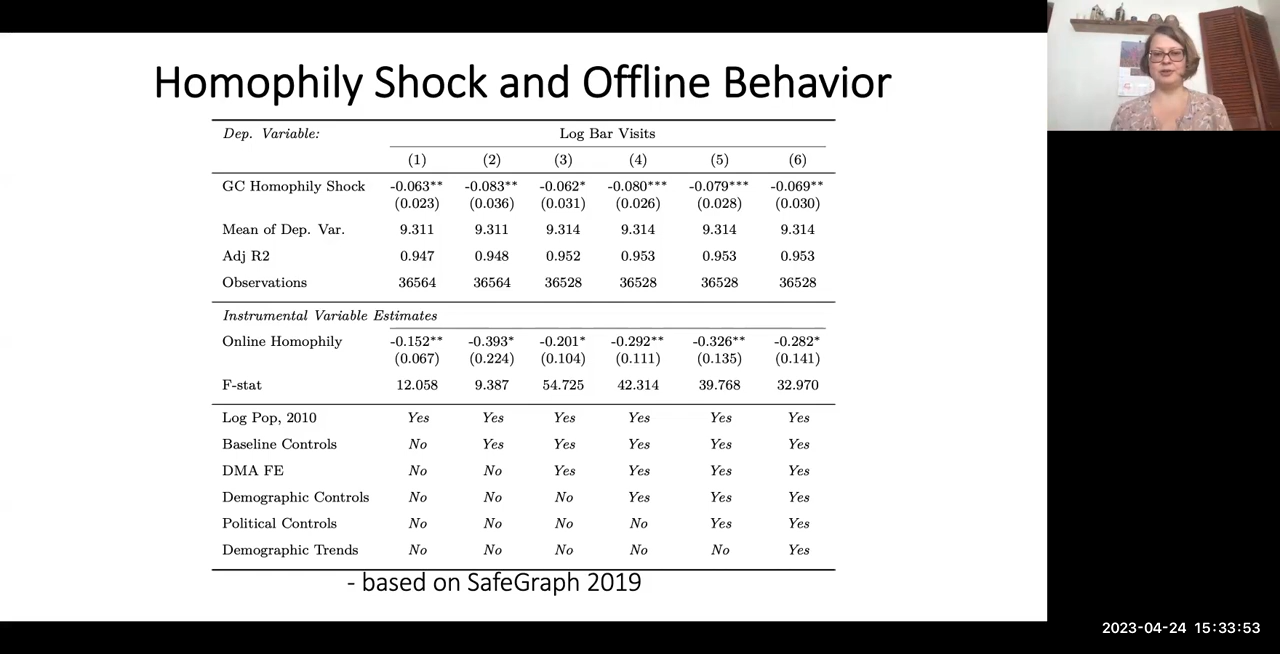 Homophily Shock and Offline Behavior
Dep. Variable: Log Bar Visits
(1) (2) (3) (4) (5) (6)
GC Homophily Shock -0.063** -0.083** -0.062* -0.080*** -0.079*** -0.069**
(0.023) (0.036) (0.031) (0.026) (0.028) (0.030)
Mean of Dep. Var. 9.311 9.311 9.314 9.314 9.314 9.314
Adj R2 0.947 0.948 0.952 0.953 0.953 0.953
Observations 36564 36564 36528 36528 36528 36528
Instrumental Variable Estimates
Online Homophily -0.152** -0.393* -0.201* -0.292** -0.326** -0.282*
(0.067) (0.224) (0.104) (0.111) (0.135) (0.141)
F-stat 12.058 9.387 54.725 42.314 39.768 32.970
Log Pop, 2010 Yes Yes Yes Yes Yes Yes
Baseline Controls No Yes Yes Yes Yes Yes
DMA FE No No Yes Yes Yes Yes
Demographic Controls No No No Yes Yes Yes
Political Controls No No No No Yes Yes
Demographic Trends No No No No No Yes
- based on SafeGraph 2019
2023-04-24 15:33:53